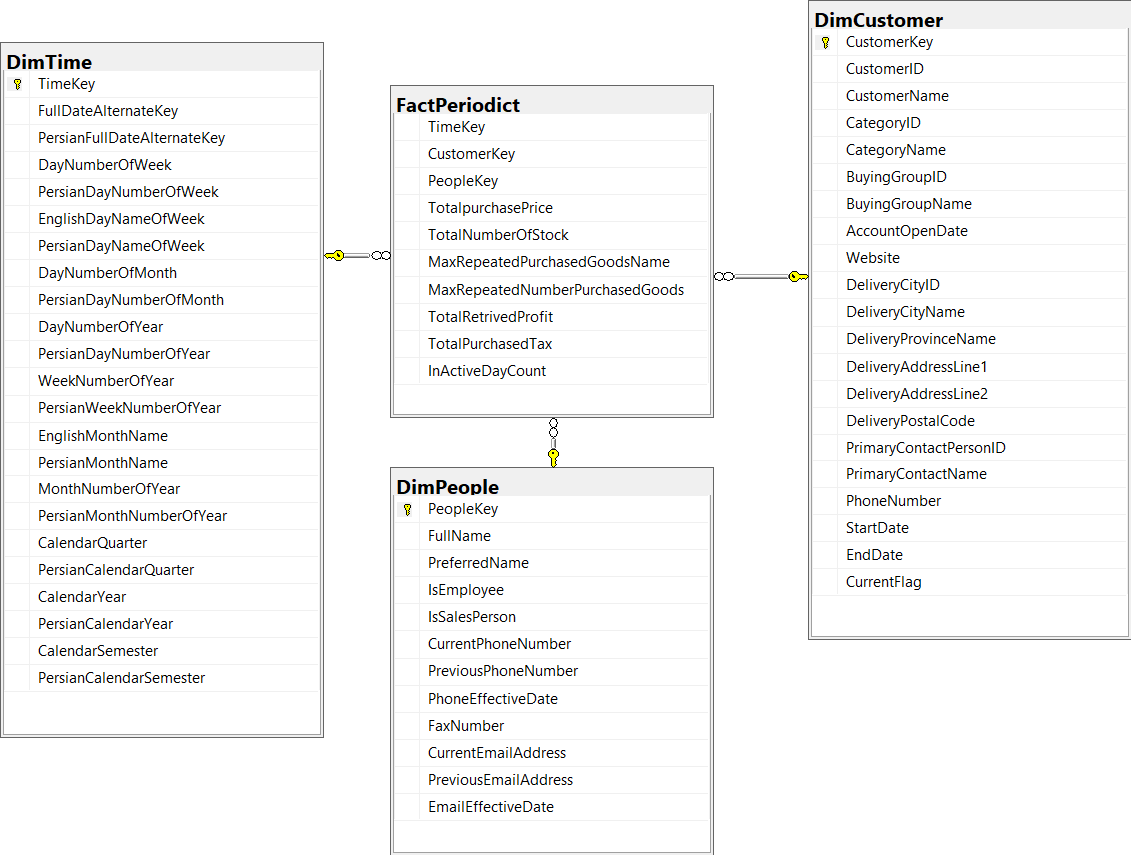 DimTime
TimeKey
FullDateAlternateKey
PersianFullDateAlternateKey
DayNumberOfWeek
PersianDayNumberOfWeek
EnglishDayNameOfWeek
PersianDayNameOfWeek
DayNumberOfMonth
PersianDayNumberOfMonth
DayNumberOfYear
PersianDayNumberOfYear
WeekNumberOfYear
PersianWeekNumberOfYear
EnglishMonthName
PersianMonthName
MonthNumberOfYear
PersianMonthNumberOfYear
CalendarQuarter
PersianCalendarQuarter
CalendarYear
PersianCalendarYear
CalendarSemester
PersianCalendarSemester
FactPeriodict
TimeKey
CustomerKey
PeopleKey
TotalpurchasePrice
TotalNumberOfStock
MaxRepeatedPurchasedGoodsName
MaxRepeatedNumberPurchasedGoods
TotalRetrivedProfit
TotalPurchasedTax
InActiveDayCount
DimPeople
PeopleKey
FullName
PreferredName
IsEmployee
IsSalesPerson
CurrentPhoneNumber
PreviousPhoneNumber
PhoneEffectiveDate
FaxNumber
CurrentEmailAddress
PreviousEmailAddress
EmailEffectiveDate
DimCustomer
CustomerKey
CustomerID
CustomerName
CategoryID
CategoryName
BuyingGroupID
BuyingGroupName
AccountOpenDate
Website
DeliveryCityID
DeliveryCityName
DeliveryProvinceName
DeliveryAddressLine1
DeliveryAddressLine2
DeliveryPostalCode
PrimaryContactPersonID
PrimaryContactName
PhoneNumber
StartDate
EndDate
CurrentFlag